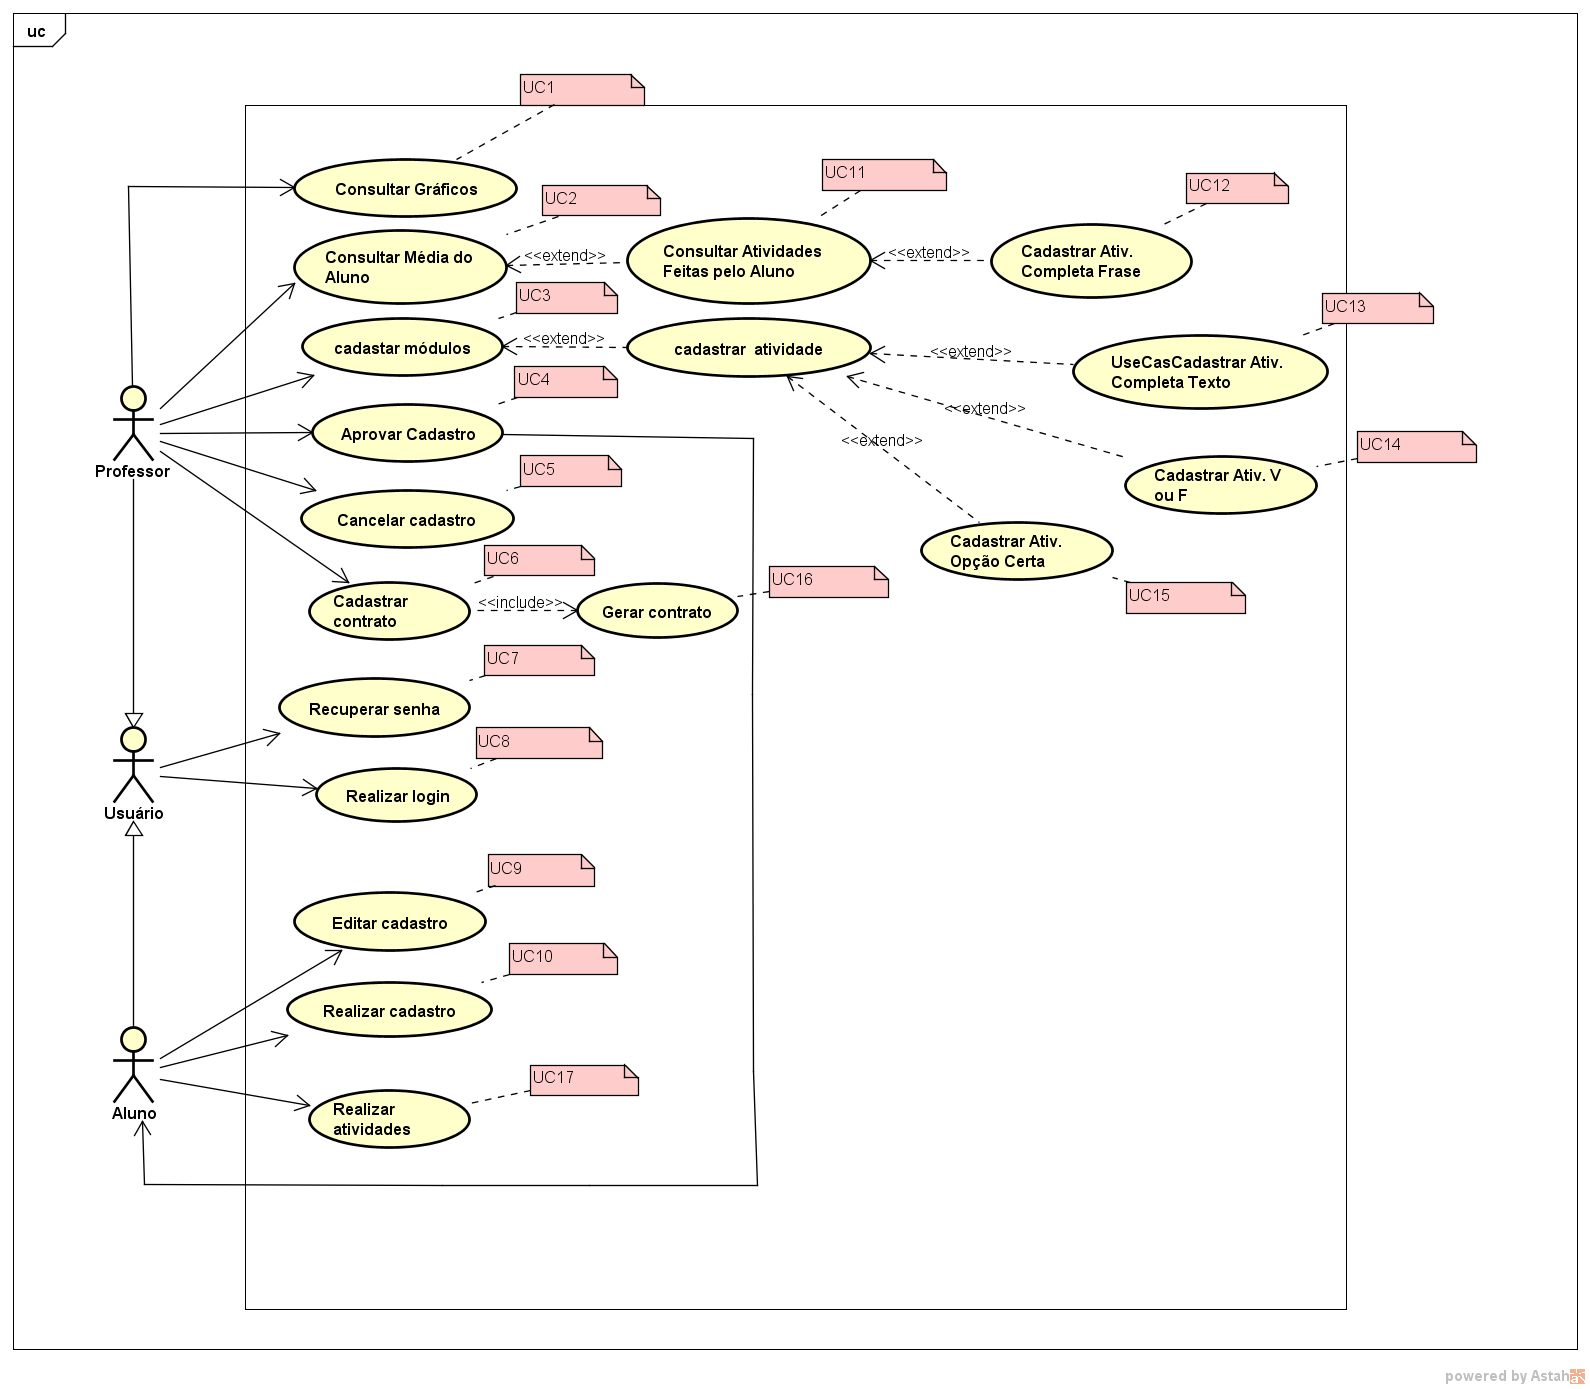 uc
UC1
Consultar Gráficos
UC11
UC12
UC2
Consultar Média do
Aluno
<<extend>>
Consultar Atividades
Feitas pelo Aluno
<<extend>>
Cadastrar Ativ.
Completa Frase
UC3
UC13
cadastar módulos
<<extend>>
cadastrar  atividade
<<extend>>
UseCasCadastrar Ativ.
Completa Texto
UC4
<<extend>>
Aprovar Cadastro
<<extend>>
UC14
Professor
UC5
Cadastrar Ativ. V
ou F
Cancelar cadastro
Cadastrar Ativ.
Opção Certa
UC6
UC16
UC15
Cadastrar
contrato
<<include>>
Gerar contrato
UC7
Recuperar senha
UC8
Realizar login
Usuário
UC9
Editar cadastro
UC10
Realizar cadastro
UC17
Aluno
Realizar
atividades
powered by Astah